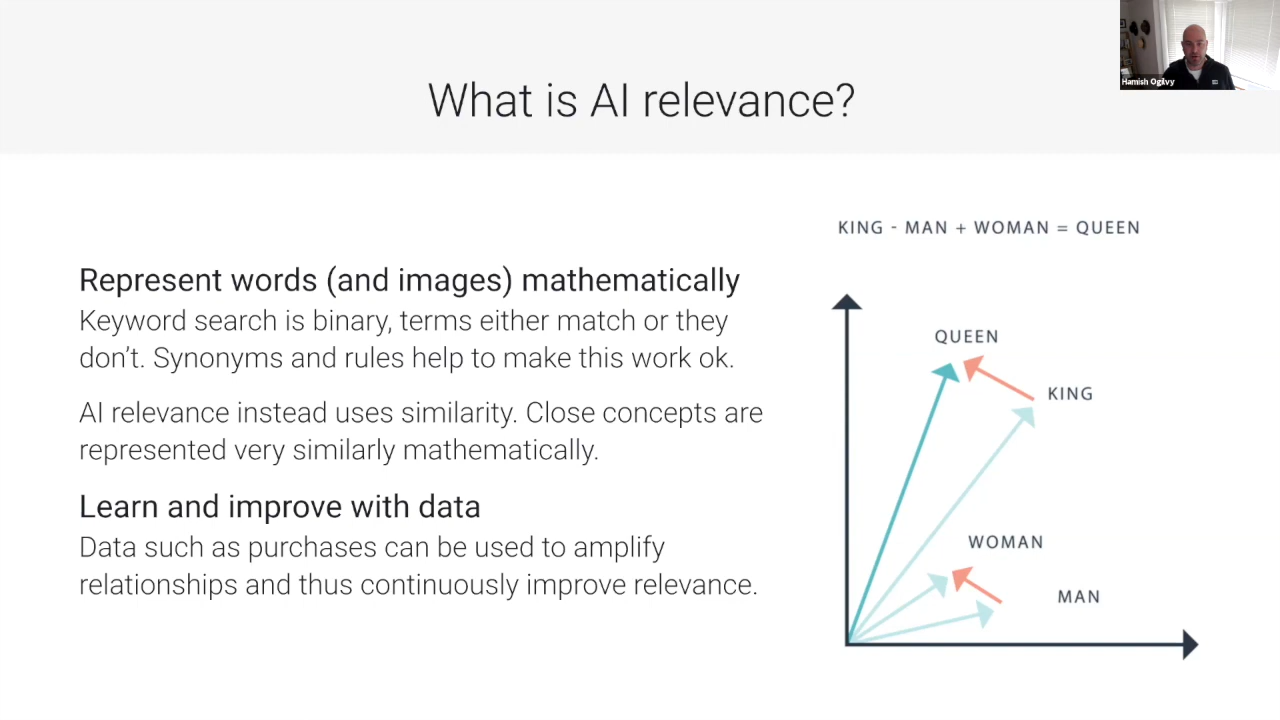 What is AI relevance?
Hamish Ogilvy
KING - MAN + WOMAN = QUEEN
Represent words (and images) mathematically
Keyword search is binary, terms either match or they
don't. Synonyms and rules help to make this work ok.
AI relevance instead uses similarity. Close concepts are
represented very similarly mathematically.
Learn and improve with data
Data such as purchases can be used to amplify
relationships and thus continuously improve relevance.
QUEEN
KING
WOMAN
MAN